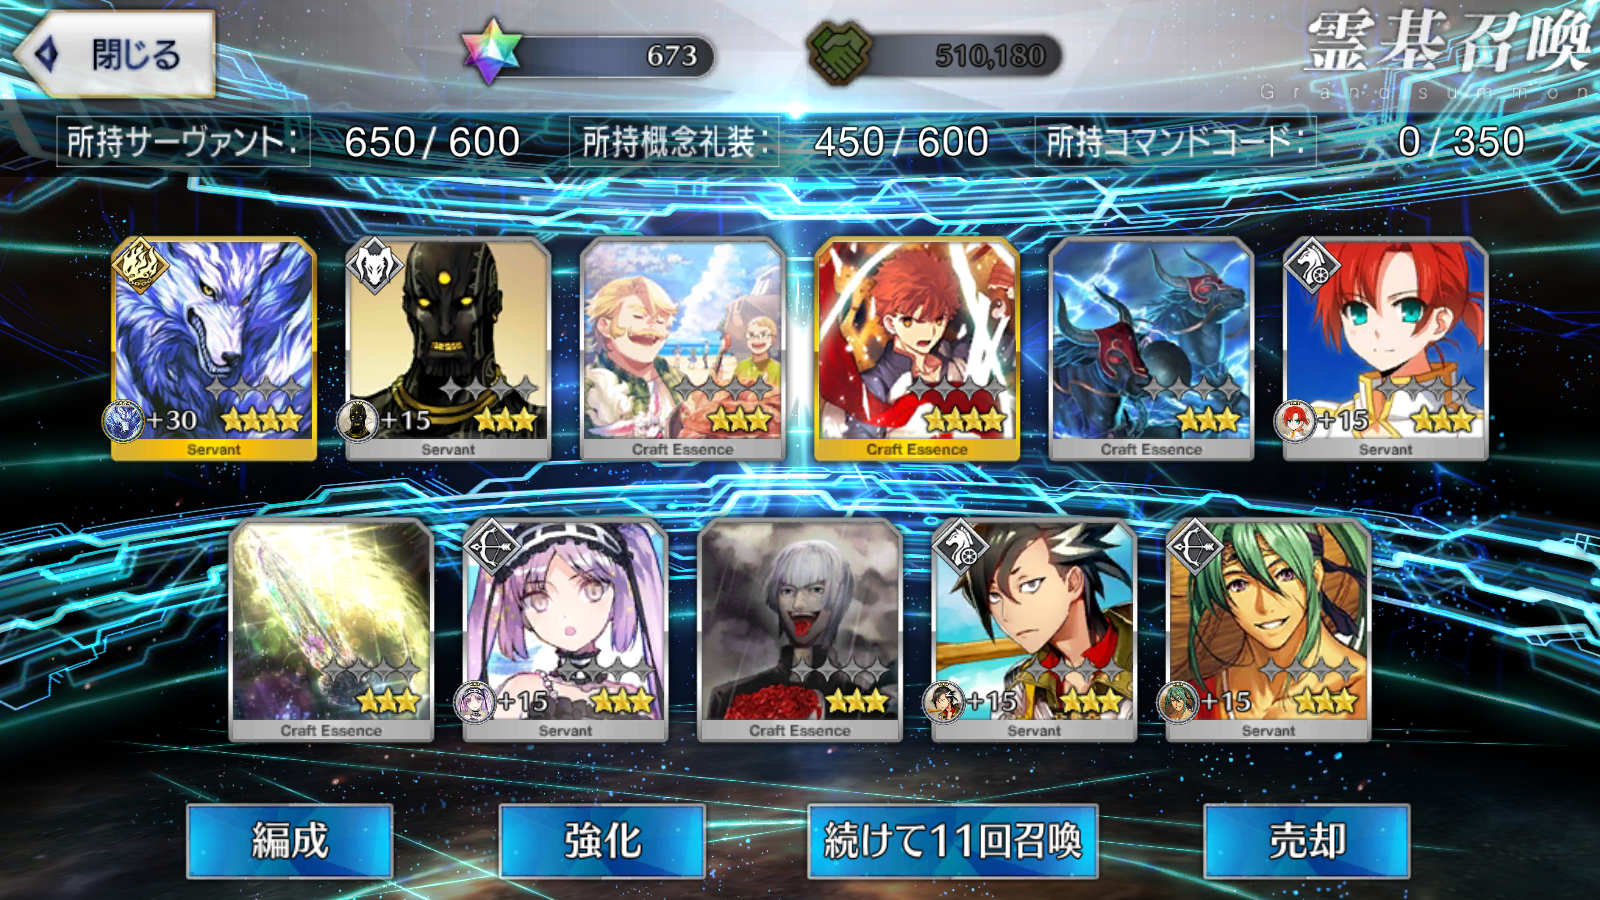 閉じる
673
510,180
霊基召喚
Grand summon
所持サーヴァント: 650 / 600
所持概念礼装: 450 / 600
所持コマンドコード: 0 / 350
+30
Servant
+15
Servant
Craft Essence
Craft Essence
Craft Essence
+15
Servant
Craft Essence
+15
Servant
Craft Essence
+15
Servant
+15
Servant
編成
強化
続けて11回召喚
売却